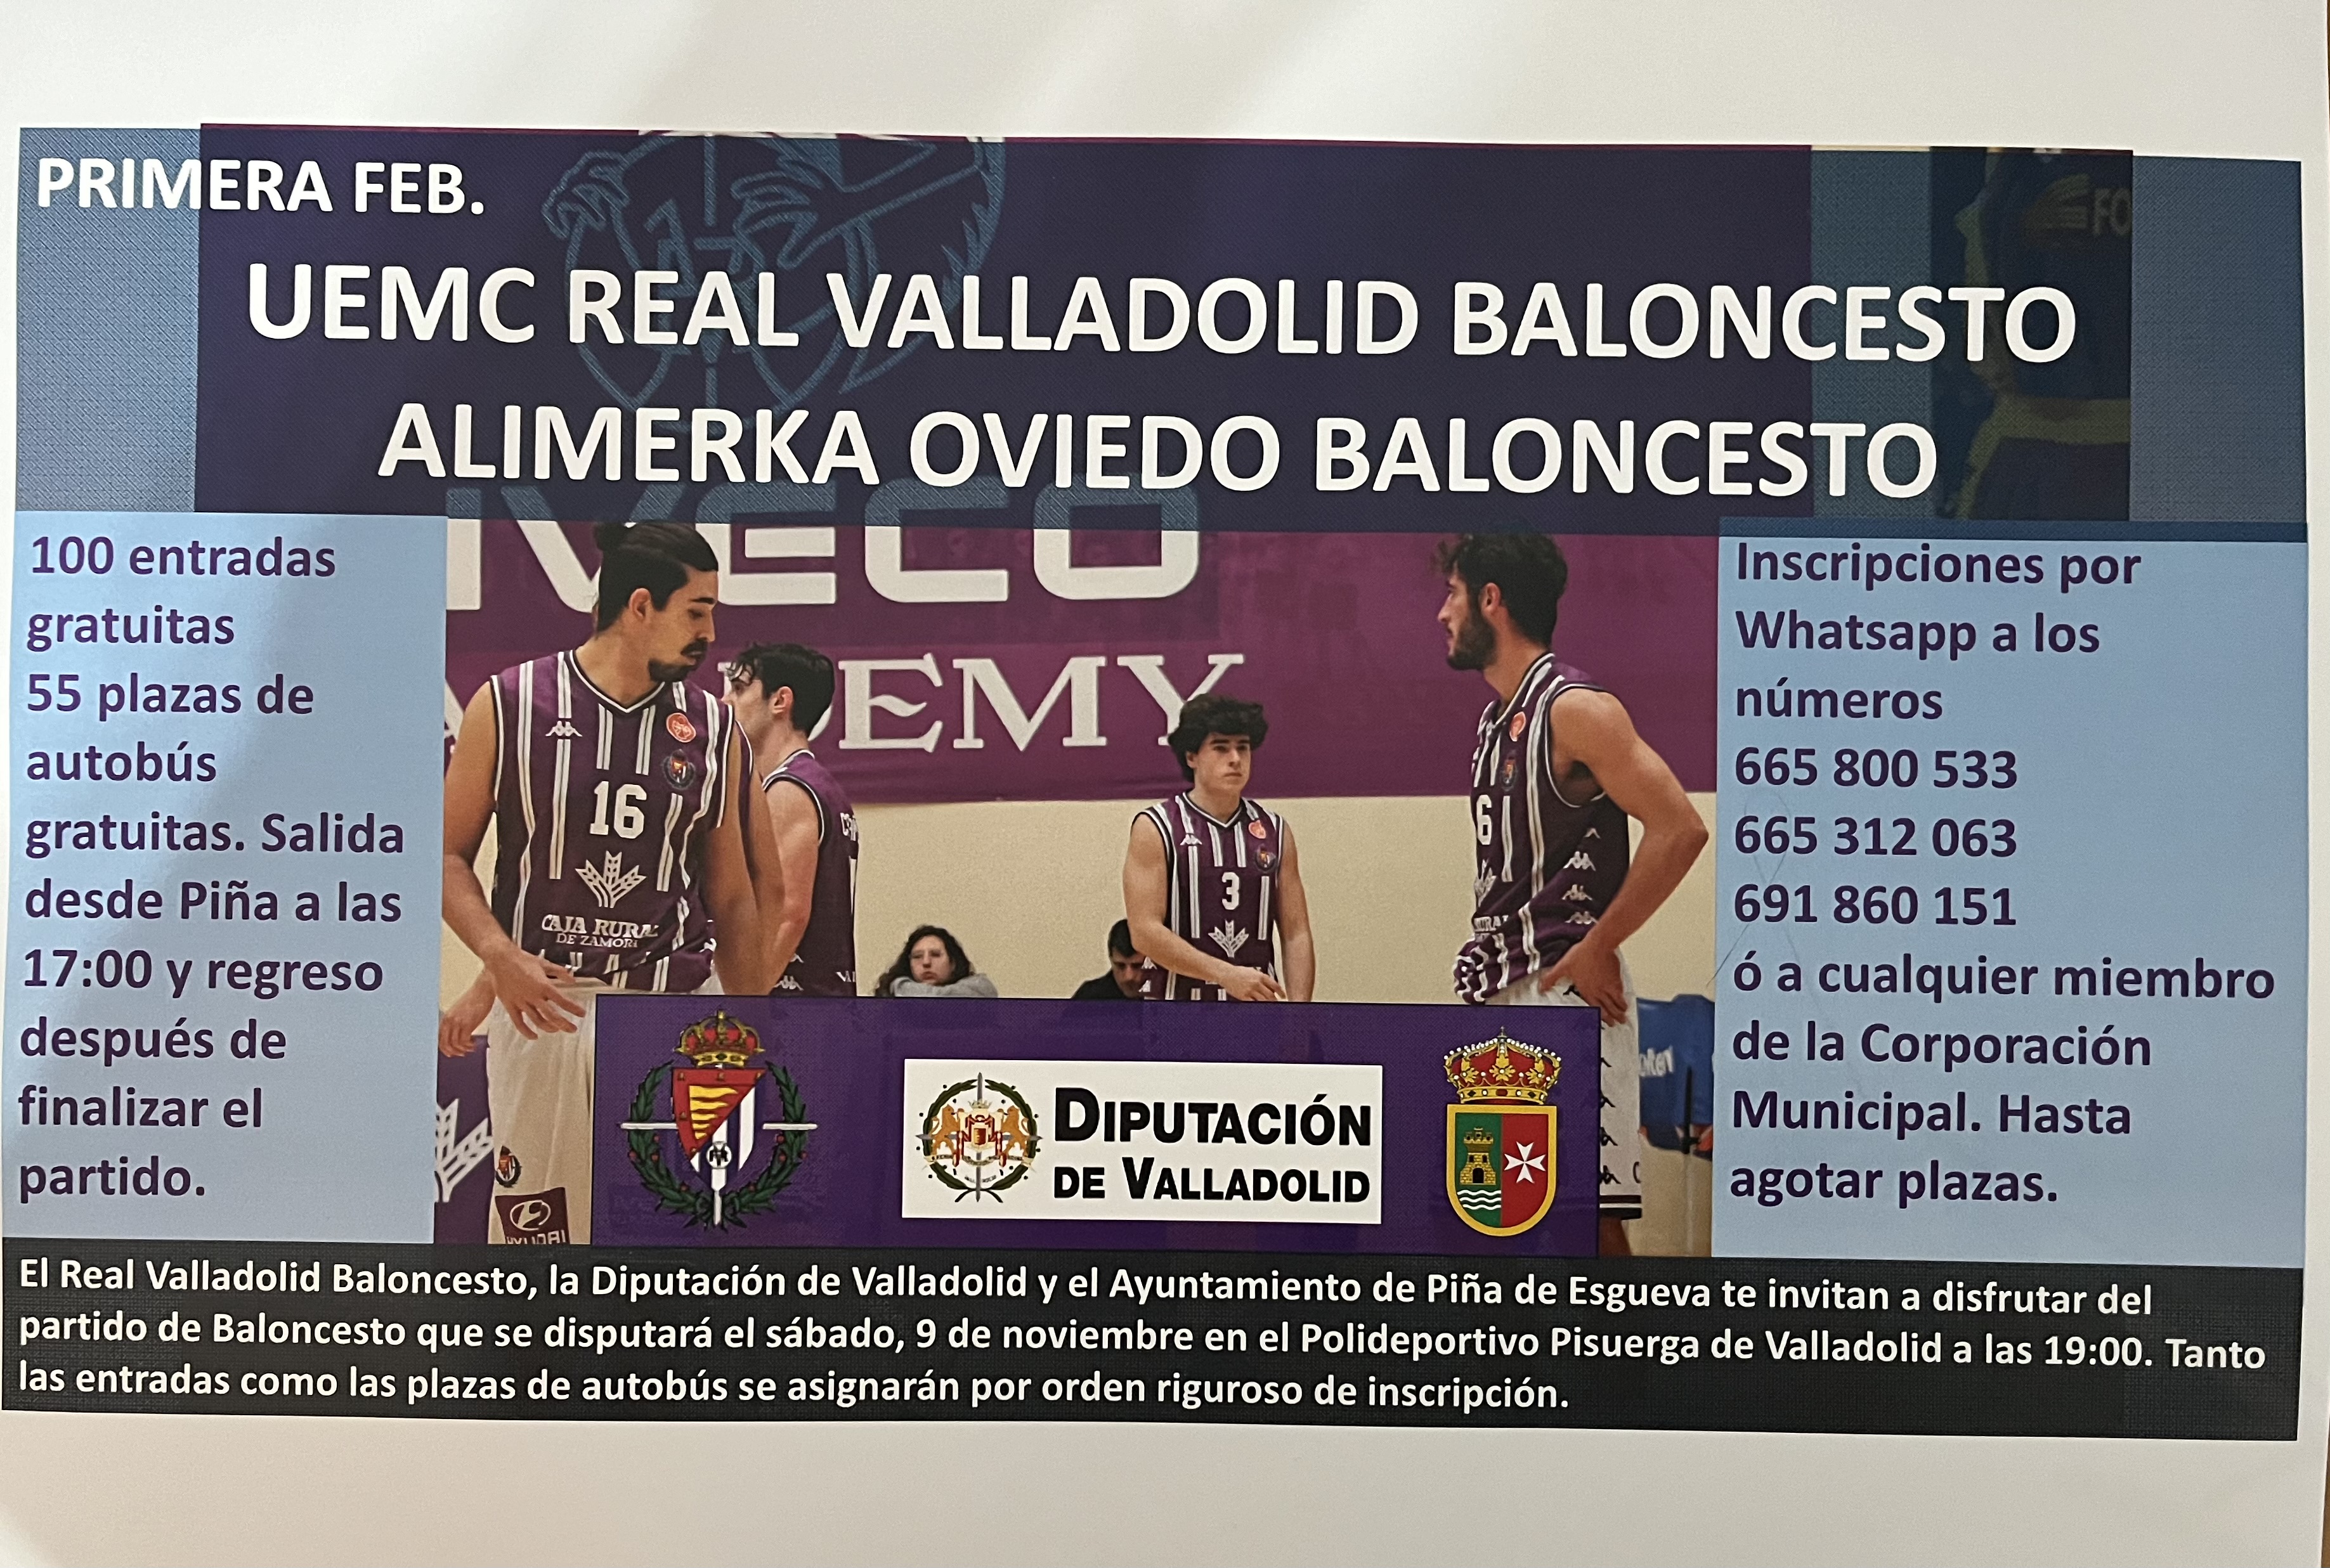 PRIMERA FEB.
UEMC REAL VALLADOLID BALONCESTO
ALIMERKA OVIEDO BALONCESTO
100 entradas
gratuitas
55 plazas de
autobús
gratuitas. Salida
desde Piña a las
17:00 y regreso
después de
finalizar el
partido.
IVECO
DEMY
16
CAJA RURAL
DE ZAMORA
3
6
HYUNDAI
DIPUTACIÓN
DE VALLADOLID
Inscripciones por
Whatsapp a los
números
665 800 533
665 312 063
691 860 151
ó a cualquier miembro
de la Corporación
Municipal. Hasta
agotar plazas.
El Real Valladolid Baloncesto, la Diputación de Valladolid y el Ayuntamiento de Piña de Esgueva te invitan a disfrutar del
partido de Baloncesto que se disputará el sábado, 9 de noviembre en el Polideportivo Pisuerga de Valladolid a las 19:00. Tanto
las entradas como las plazas de autobús se asignarán por orden riguroso de inscripción.